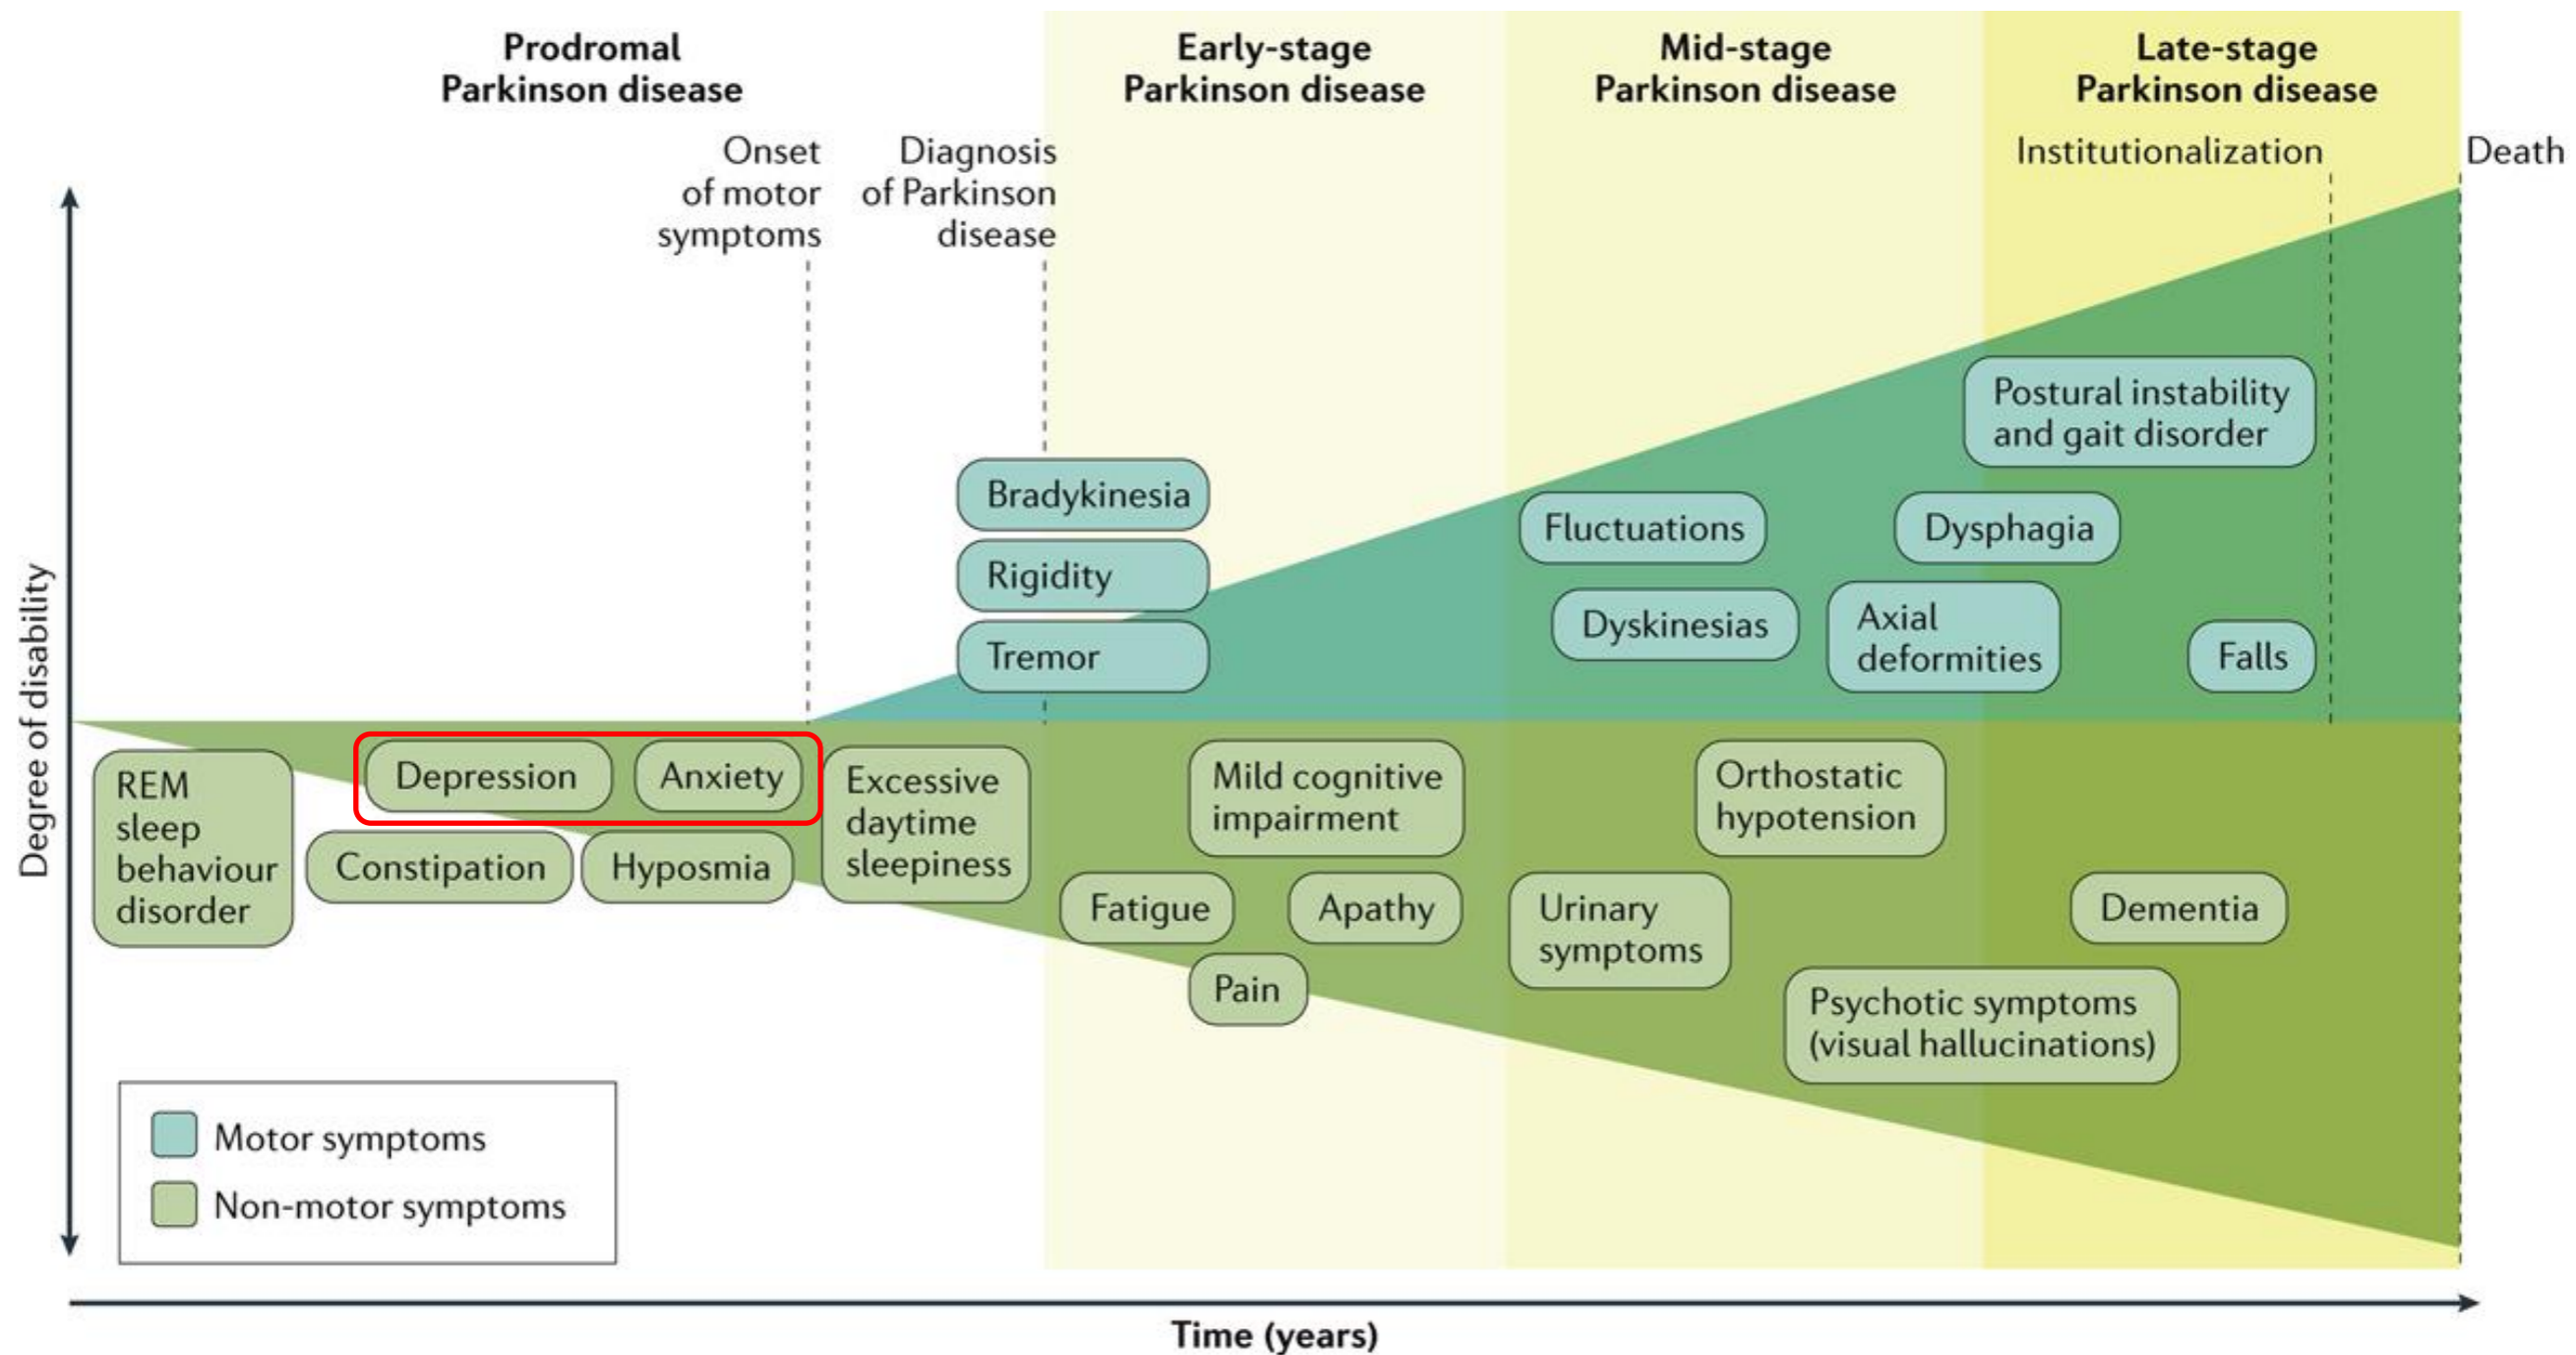 Prodromal
Parkinson disease
Early-stage
Parkinson disease
Mid-stage
Parkinson disease
Late-stage
Parkinson disease
Onset
of motor
symptoms
Diagnosis
of Parkinson
disease
Institutionalization
Death
Degree of disability
Postural instability
and gait disorder
Bradykinesia
Rigidity
Tremor
Fluctuations
Dysphagia
Dyskinesias
Axial
deformities
Falls
REM
sleep
behaviour
disorder
Depression
Anxiety
Constipation
Hyposmia
Excessive
daytime
sleepiness
Mild cognitive
impairment
Fatigue
Apathy
Pain
Orthostatic
hypotension
Urinary
symptoms
Dementia
Psychotic symptoms
(visual hallucinations)
Motor symptoms
Non-motor symptoms
Time (years)